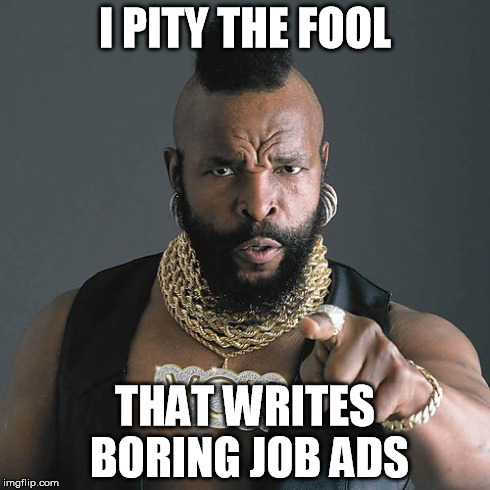 I PITY THE FOOL
THAT WRITES
BORING JOB ADS
imgflip.com